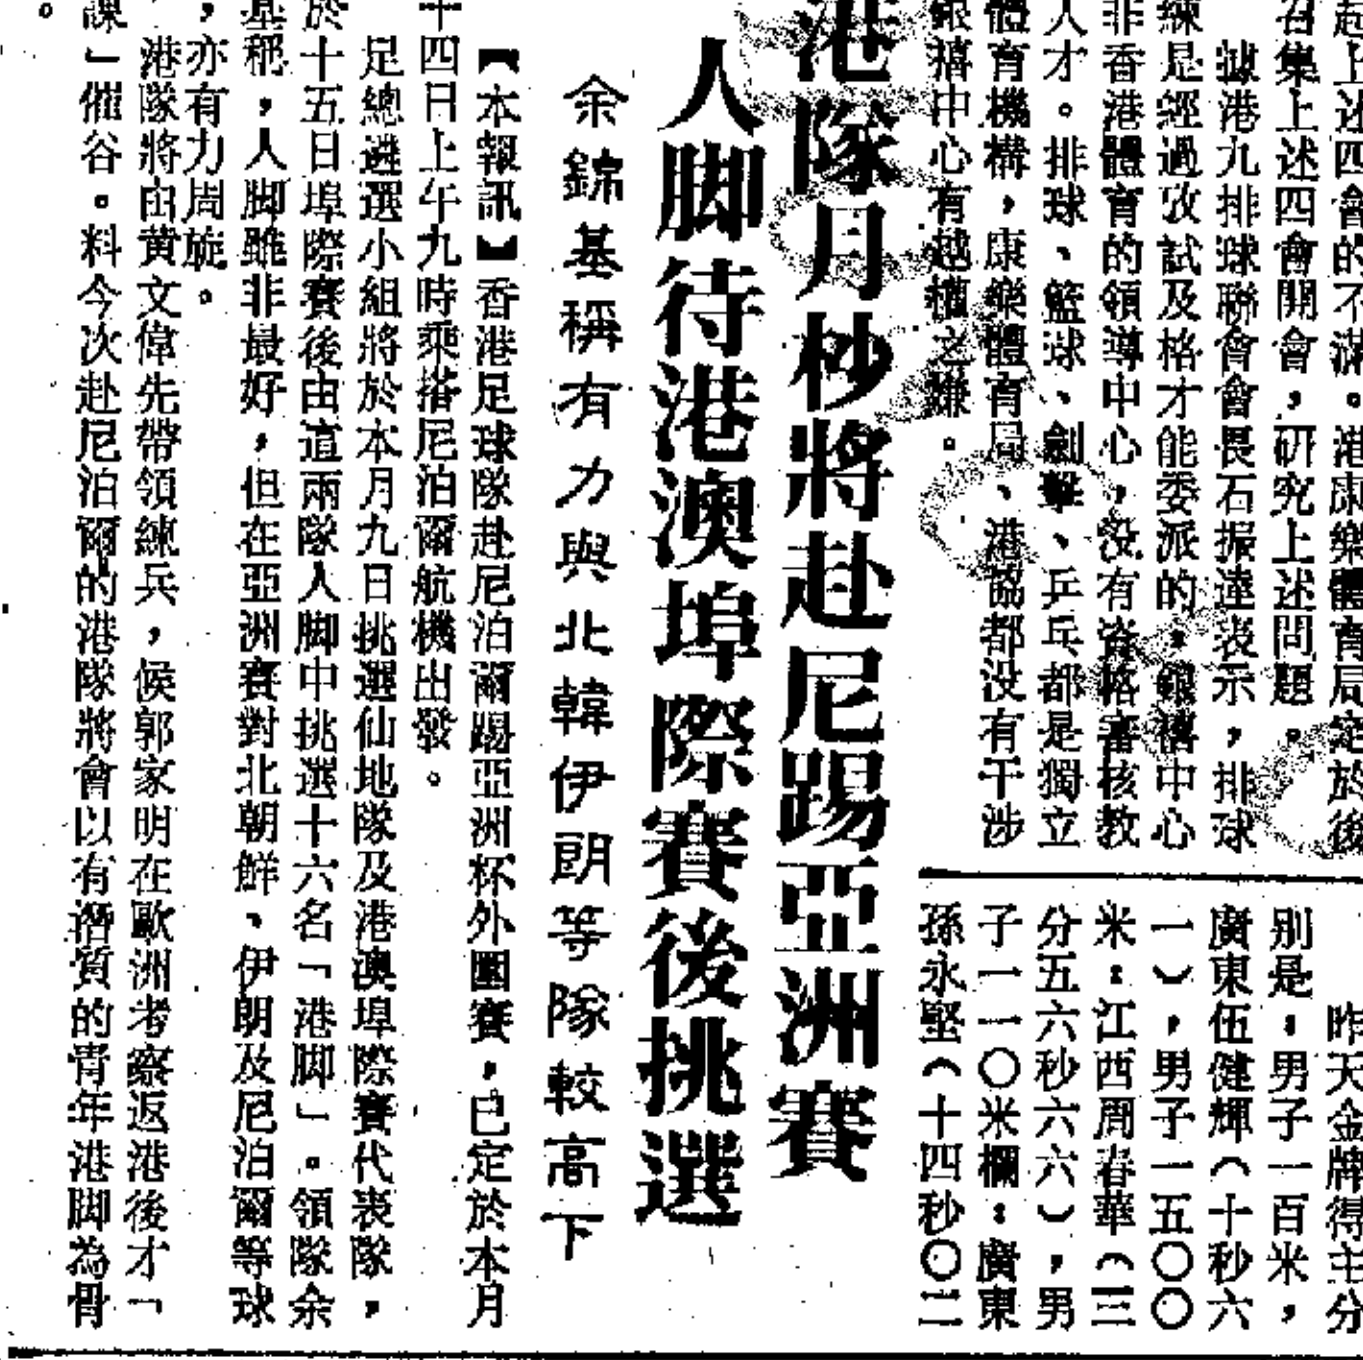 起上述四會的不滿。港康樂體育局定於後
召集上述四會開會，研究上述問題。
據港九排球聯會會長石振達表示，排球
練是經過攷試及格才能委派的，銀禧中心
非香港體育的領導中心，没有資格審核教
人才。排球、籃球、劍擊、乒乓都是獨立
體育機構，康樂體育局、港協都没有干涉
銀禧中心有越權之嫌。
昨天金牌得主分
别是：男子一百米，
廣東伍健輝（十秒六
一），男子一五〇〇
米：江西周春華（三
分五六秒六六），男
子一一〇米欄：廣東
孫永堅（十四秒〇二
港隊月杪將赴尼踢亞洲賽
人脚待港澳埠際賽後挑選
余錦基稱有力與北韓伊朗等隊較高下
【本報訊】香港足球隊赴尼泊爾踢亞洲杯外圍賽，已定於本月
十四日上午九時乘搭尼泊爾航機出發。
足總遴選小組將於本月九日挑選仙地隊及港澳埠際賽代表隊，
於十五日埠際賽後由這兩隊人脚中挑選十六名「港脚」。領隊余
基稱，人脚雖非最好，但在亞洲賽對北朝鮮、伊朗及尼泊爾等球
，亦有力周旋。
港隊將由黄文偉先帶領練兵，候郭家明在歐洲考察返港後才「
課」催谷。料今次赴尼泊爾的港隊將會以有潛質的青年港脚為骨
。